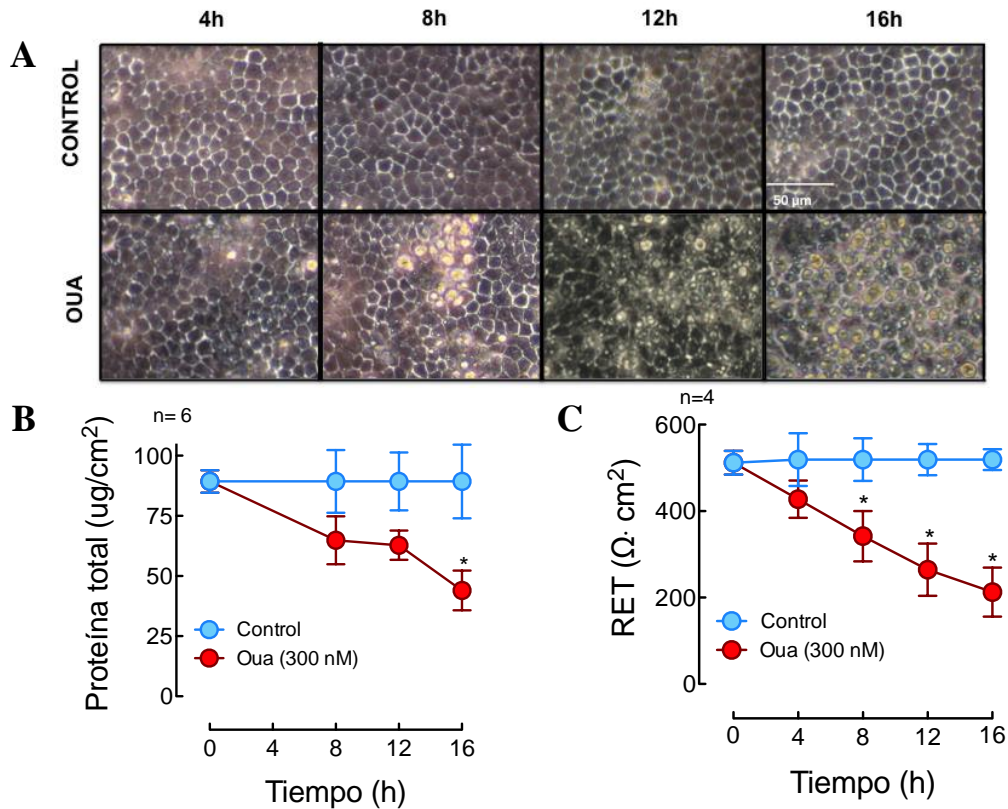 4h 8h 12h 16h
A
CONTROL
50 µm
OUA
B
n= 6
Proteína total (ug/cm²)
100
75
50
25
0
*
Control
Oua (300 nM)
0 4 8 12 16
Tiempo (h)
C
n=4
RET (Ω· cm²)
600
400
200
0
* * *
Control
Oua (300 nM)
0 4 8 12 16
Tiempo (h)